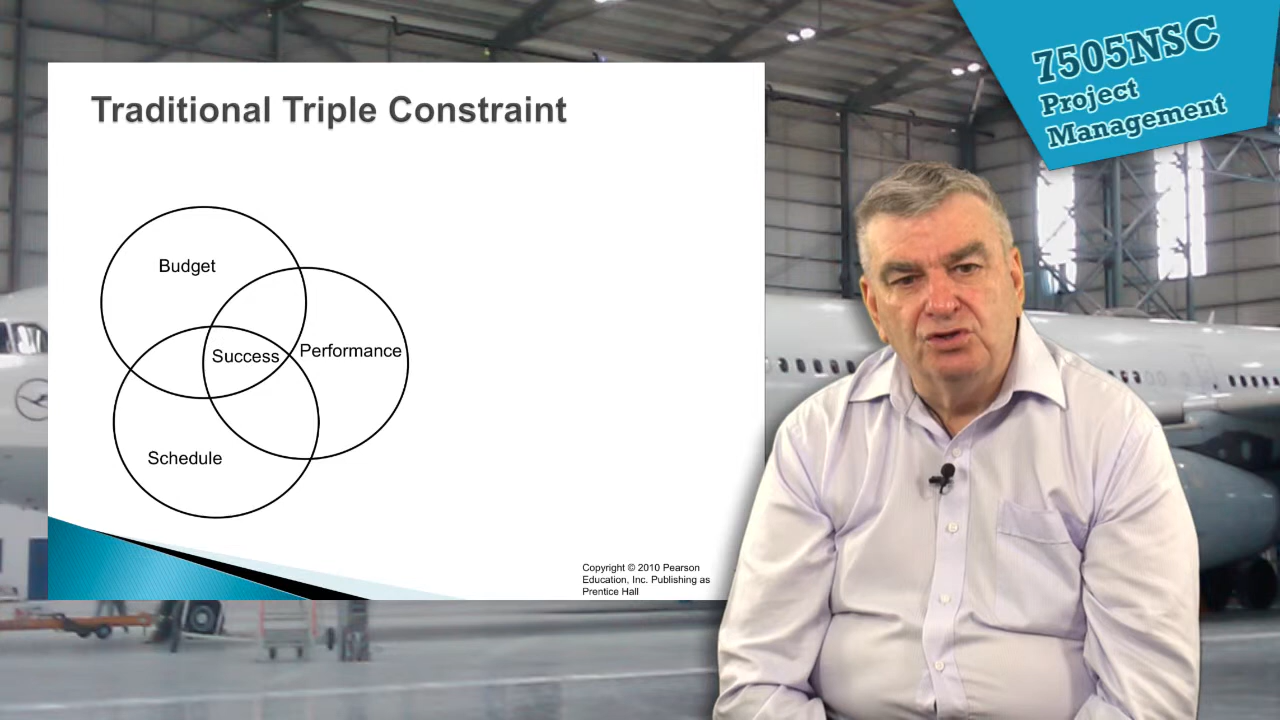 7505NSC
Project
Management
Traditional Triple Constraint
Budget
Success
Performance
Schedule
Copyright © 2010 Pearson
Education, Inc. Publishing as
Prentice Hall